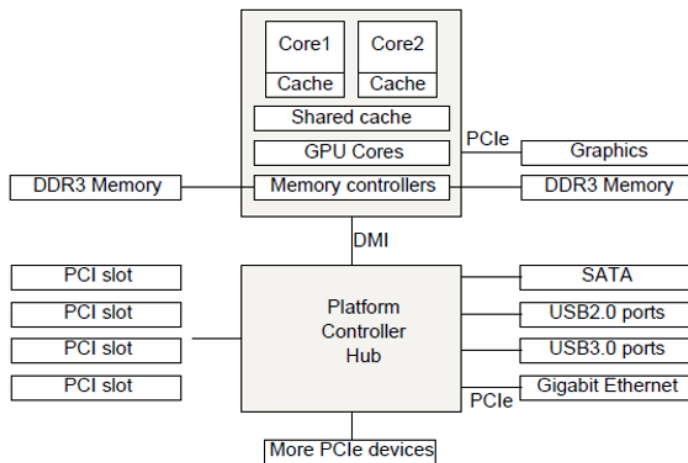 Core1
Core2
Cache
Cache
Shared cache
GPU Cores
PCIe
Graphics
DDR3 Memory
Memory controllers
DDR3 Memory
DMI
PCI slot
PCI slot
PCI slot
PCI slot
Platform
Controller
Hub
SATA
USB2.0 ports
USB3.0 ports
Gigabit Ethernet
PCIe
More PCIe devices